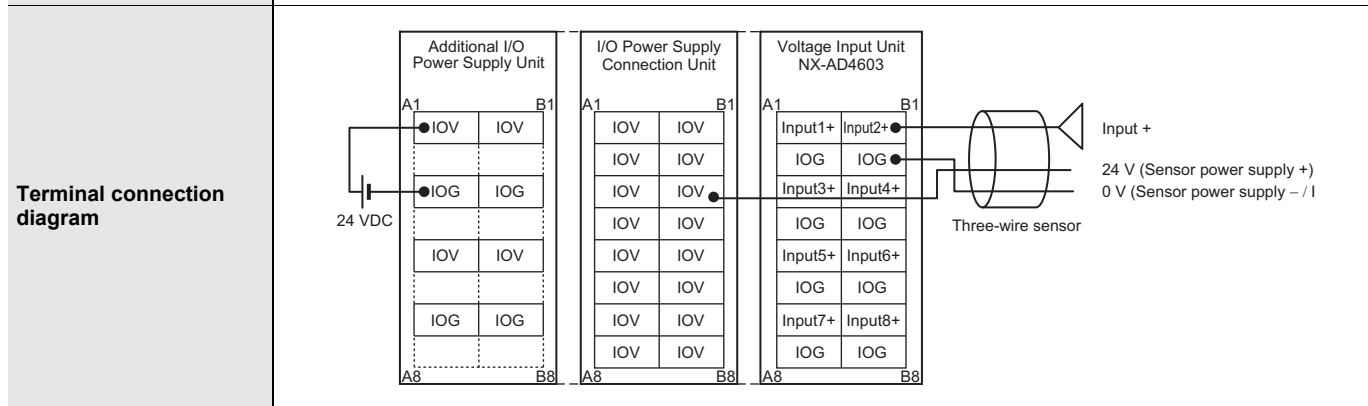 Terminal connection
diagram
Additional I/O
Power Supply Unit
A1 B1
IOV IOV
IOG IOG
IOV IOV
IOG IOG
A8 B8
24 VDC
I/O Power Supply
Connection Unit
A1 B1
IOV IOV
IOV IOV
IOV IOV
IOV IOV
IOV IOV
IOV IOV
IOV IOV
IOV IOV
A8 B8
Voltage Input Unit
NX-AD4603
A1 B1
Input1+ Input2+
IOG IOG
Input3+ Input4+
IOG IOG
Input5+ Input6+
IOG IOG
Input7+ Input8+
IOG IOG
A8 B8
Input +
24 V (Sensor power supply +)
0 V (Sensor power supply – / I
Three-wire sensor